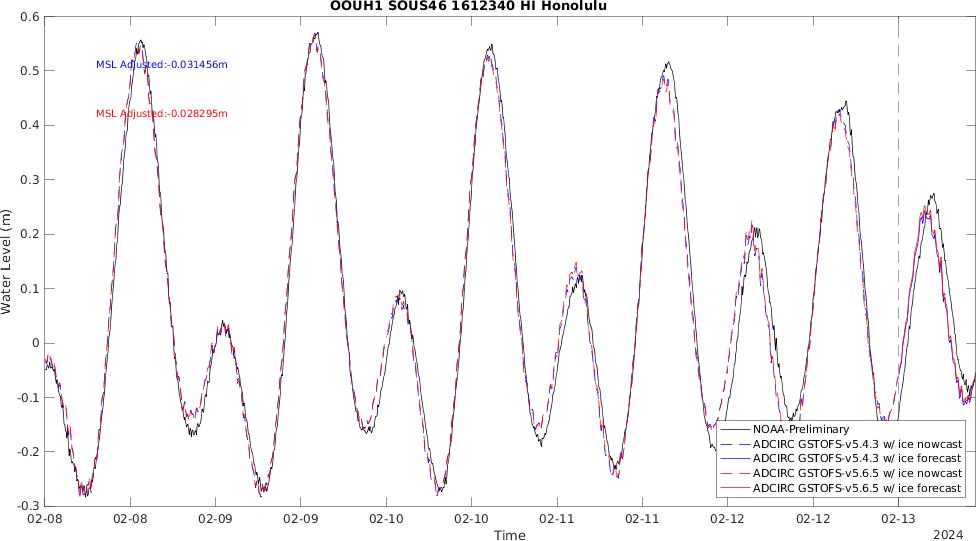 OOUH1 SOUS46 1612340 HI Honolulu
0.6
0.5
0.4
0.3
0.2
0.1
0
-0.1
-0.2
-0.3
Water Level (m)
MSL Adjusted:-0.031456m
MSL Adjusted:-0.028295m
NOAA-Preliminary
ADCIRC GSTOFS-v5.4.3 w/ ice nowcast
ADCIRC GSTOFS-v5.4.3 w/ ice forecast
ADCIRC GSTOFS-v5.6.5 w/ ice nowcast
ADCIRC GSTOFS-v5.6.5 w/ ice forecast
02-08 02-08 02-09 02-09 02-10 02-10 02-11 02-11 02-12 02-12 02-13
Time
2024